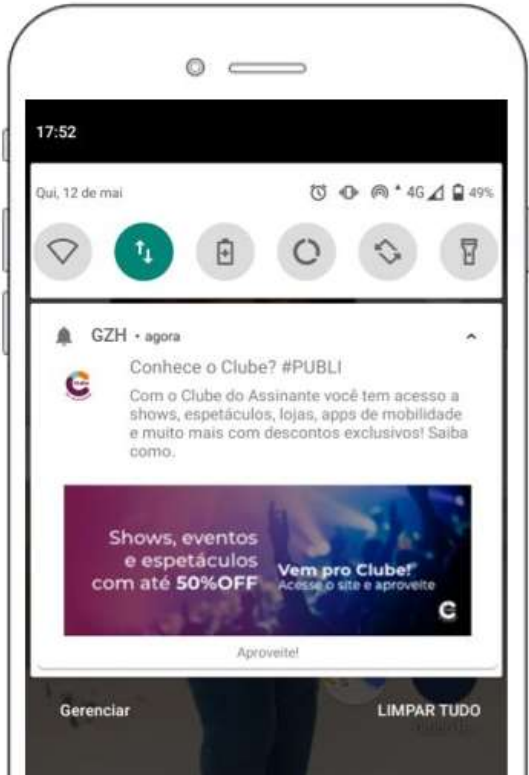 17:52
Qui, 12 de mai
4G 49%
GZH • agora
Conhece o Clube? #PUBLI
Com o Clube do Assinante você tem acesso a
shows, espetáculos, lojas, apps de mobilidade
e muito mais com descontos exclusivos! Saiba
como.
Shows, eventos
e espetáculos
com até 50%OFF
Vem pro Clube!
Acesse o site e aproveite
Aproveite!
Gerenciar
LIMPAR TUDO